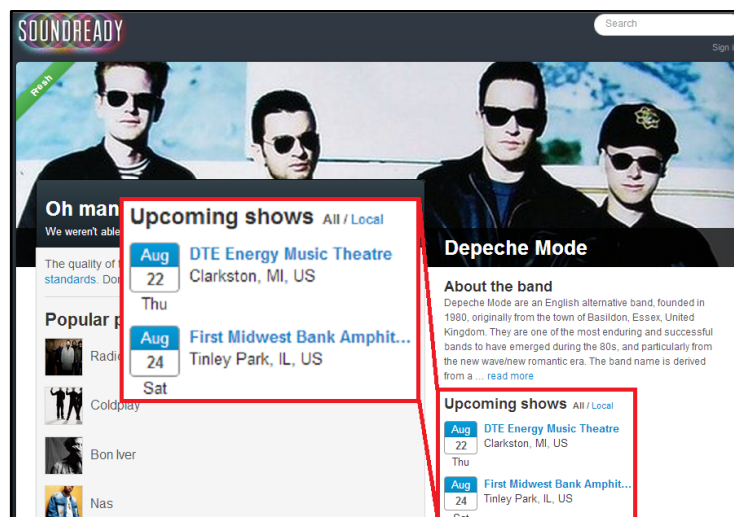 SOUNDREADY
Search
Sign i
Resh
Oh man
We weren't able
The quality of
standards. Don
Popular p
Radio
Coldplay
Bon Iver
Nas
Upcoming shows All / Local
Aug
22
Thu
DTE Energy Music Theatre
Clarkston, MI, US
Aug
24
Sat
First Midwest Bank Amphit...
Tinley Park, IL, US
Depeche Mode
About the band
Depeche Mode are an English alternative band, founded in
1980, originally from the town of Basildon, Essex, United
Kingdom. They are one of the most enduring and successful
bands to have emerged during the 80s, and particularly from
the new wave/new romantic era. The band name is derived
from a ... read more
Upcoming shows All / Local
Aug
22
Thu
DTE Energy Music Theatre
Clarkston, MI, US
Aug
24
Sat
First Midwest Bank Amphit...
Tinley Park, IL, US